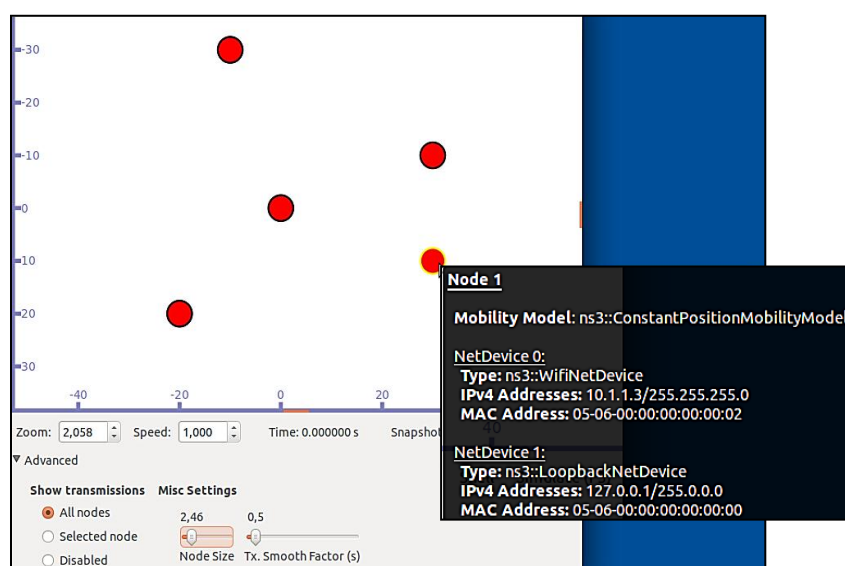 -30
-20
-10
0
10
20
30
-40
-20
0
20
40
Node 1
Mobility Model: ns3::ConstantPositionMobilityModel
NetDevice 0:
Type: ns3::WifiNetDevice
IPv4 Addresses: 10.1.1.3/255.255.255.0
MAC Address: 05-06-00:00:00:00:00:02
NetDevice 1:
Type: ns3::LoopbackNetDevice
IPv4 Addresses: 127.0.0.1/255.0.0.0
MAC Address: 05-06-00:00:00:00:00:00
Zoom: 2,058 Speed: 1,000 Time: 0.000000 s Snapshot
Advanced
Show transmissions Misc Settings
All nodes
Selected node
Disabled
2,46 0,5
Node Size Tx. Smooth Factor (s)